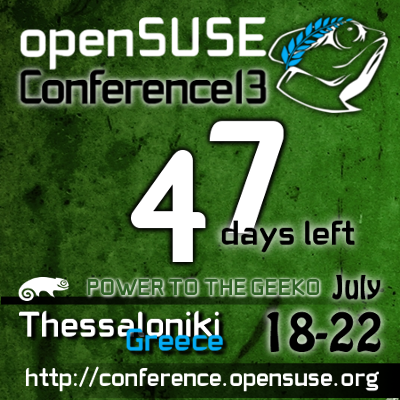 openSUSE
Conference13
47
days left
POWER TO THE GEEKO
July
Thessaloniki
Greece
18-22
http://conference.opensuse.org